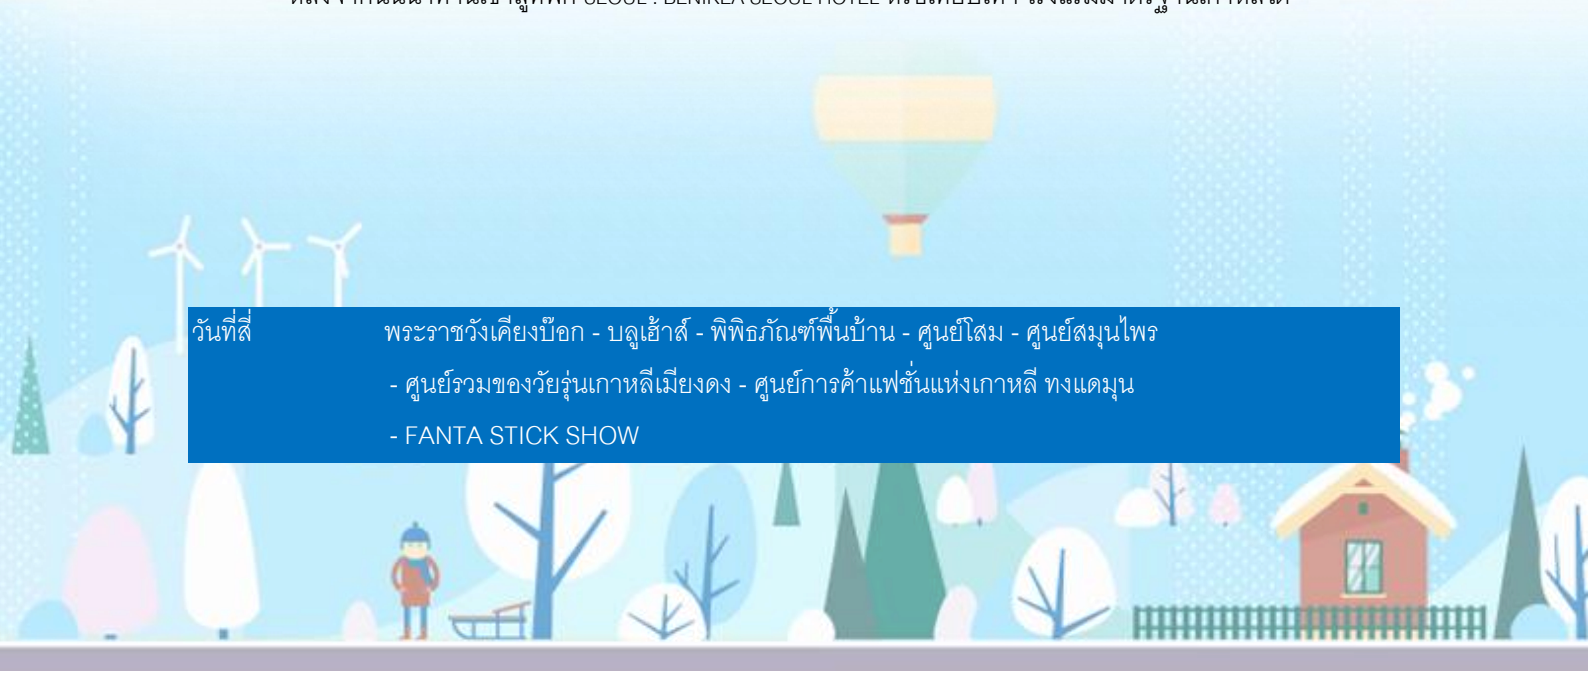 SEOUL : BENIKEA SEOUL HOTEL
วันที่สี่ พระราชวังเคียงบ๊อก - บลูเฮ้าส์ - พิพิธภัณฑ์พื้นบ้าน - ศูนย์โสม - ศูนย์สมุนไพร
- ศูนย์รวมของวัยรุ่นเกาหลีเมียงดง - ศูนย์การค้าแฟชั่นแห่งเกาหลี ทงแดมุน
- FANTA STICK SHOW